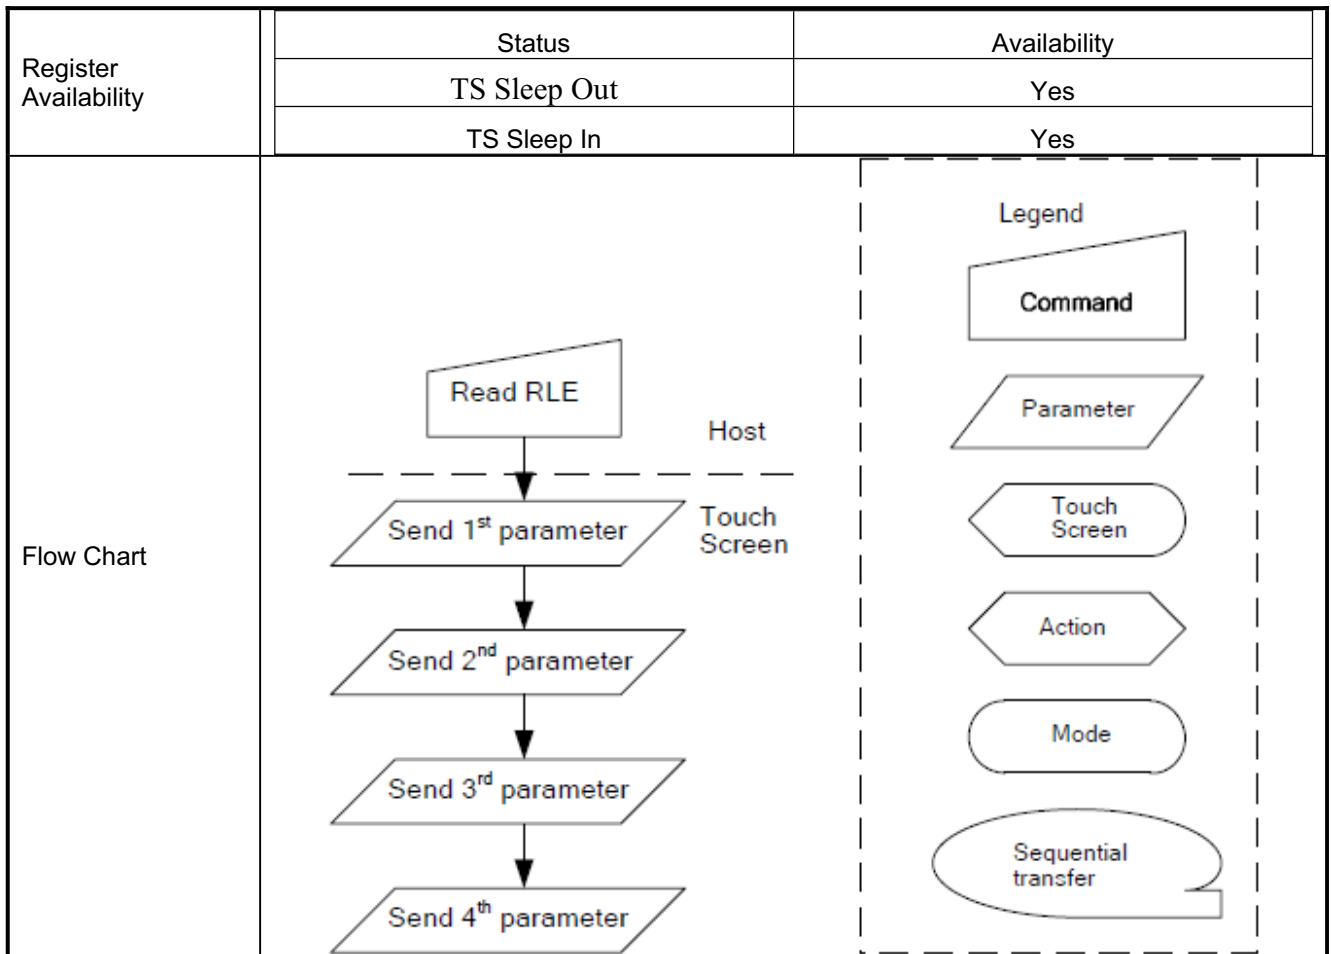 Register
Availability
Status
Availability
TS Sleep Out
Yes
TS Sleep In
Yes
Flow Chart
Read RLE
Host
Send 1st parameter
Touch
Screen
Send 2nd parameter
Send 3rd parameter
Send 4th parameter
Legend
Command
Parameter
Touch
Screen
Action
Mode
Sequential
transfer